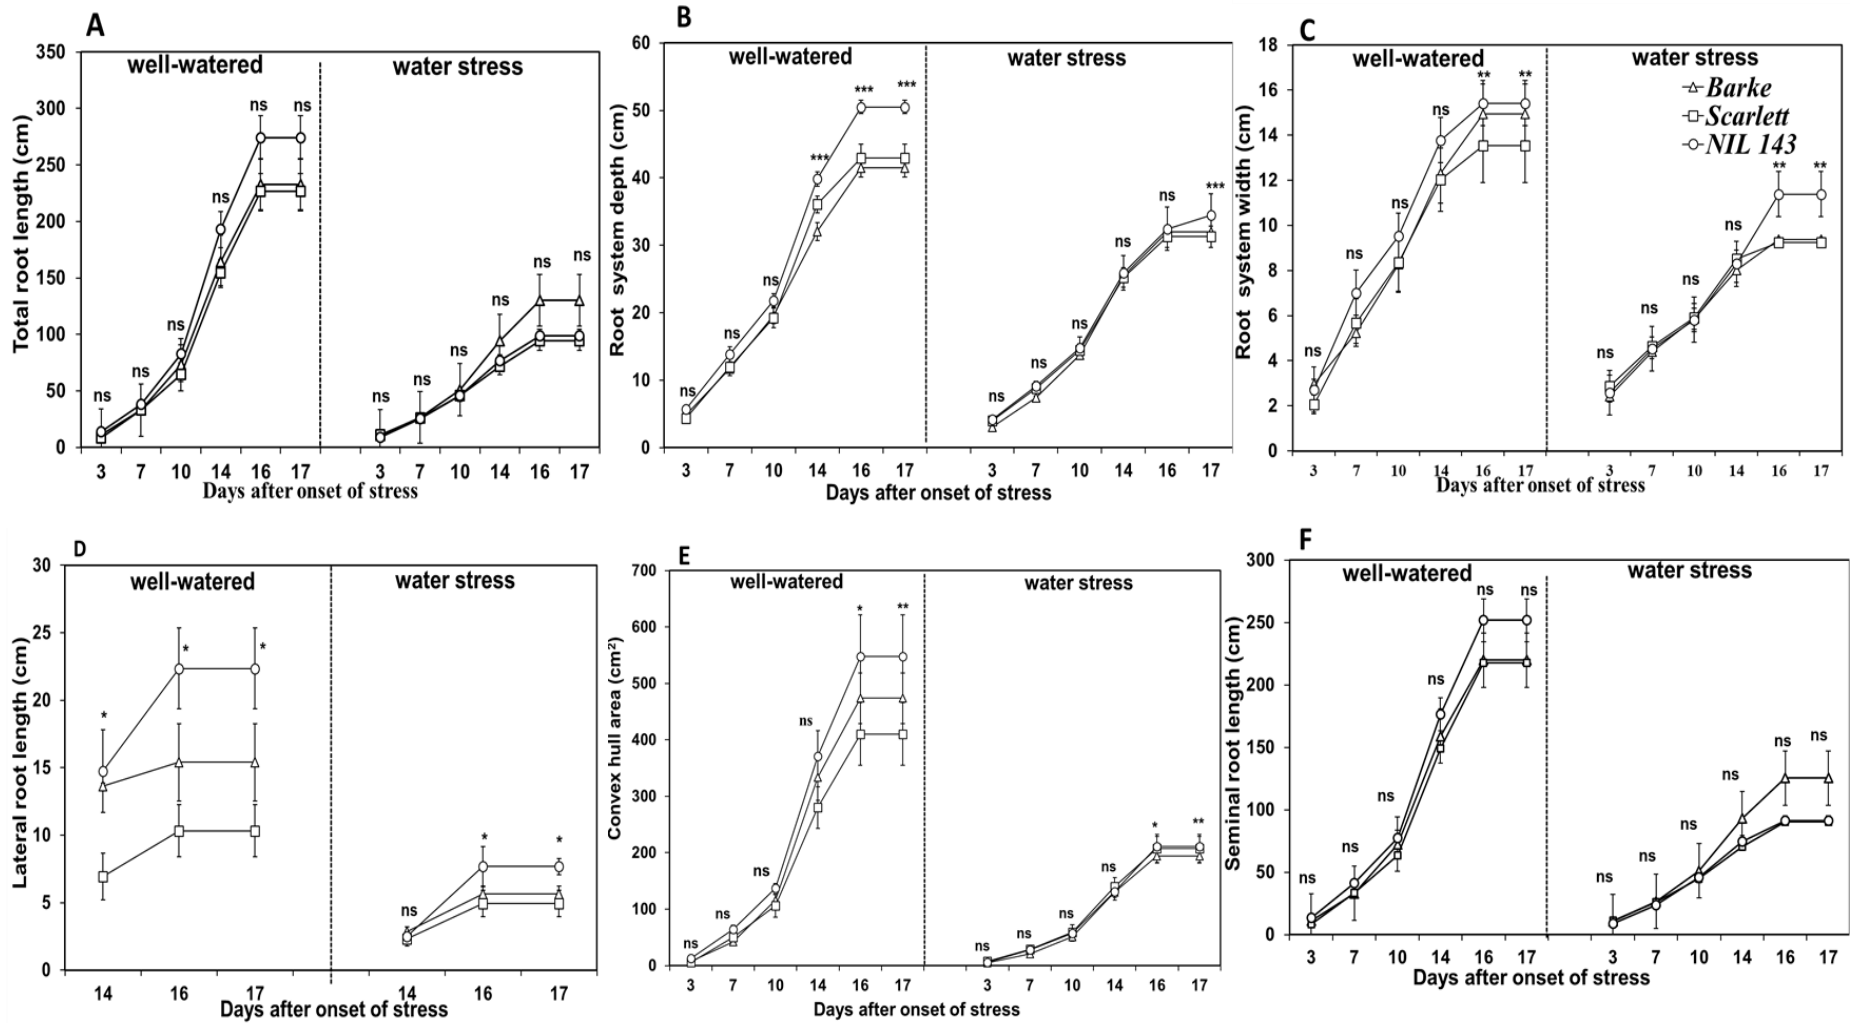 A
well-watered
water stress
350
300
250
200
150
100
50
0
Total root length (cm)
ns ns ns ns ns ns
ns ns ns ns ns ns
3 7 10 14 16 17 3 7 10 14 16 17
Days after onset of stress
B
well-watered
water stress
60
50
40
30
20
10
0
Root system depth (cm)
ns ns ns *** *** ***
ns ns ns ns ns ***
3 7 10 14 16 17 3 7 10 14 16 17
Days after onset of stress
C
well-watered
water stress
Barke
Scarlett
NIL 143
18
16
14
12
10
8
6
4
2
0
Root system width (cm)
ns ns ns ns ** **
ns ns ns ns ** **
3 7 10 14 16 17 3 7 10 14 16 17
Days after onset of stress
D
well-watered
water stress
30
25
20
15
10
5
0
Lateral root length (cm)
* * *
ns * *
14 16 17 14 16 17
Days after onset of stress
E
well-watered
water stress
700
600
500
400
300
200
100
0
Convex hull area (cm²)
ns ns ns ns * **
ns ns ns ns * **
3 7 10 14 16 17 3 7 10 14 16 17
Days after onset of stress
F
well-watered
water stress
300
250
200
150
100
50
0
Seminal root length (cm)
ns ns ns ns ns ns
ns ns ns ns ns ns
3 7 10 14 16 17 3 7 10 14 16 17
Days after onset of stress